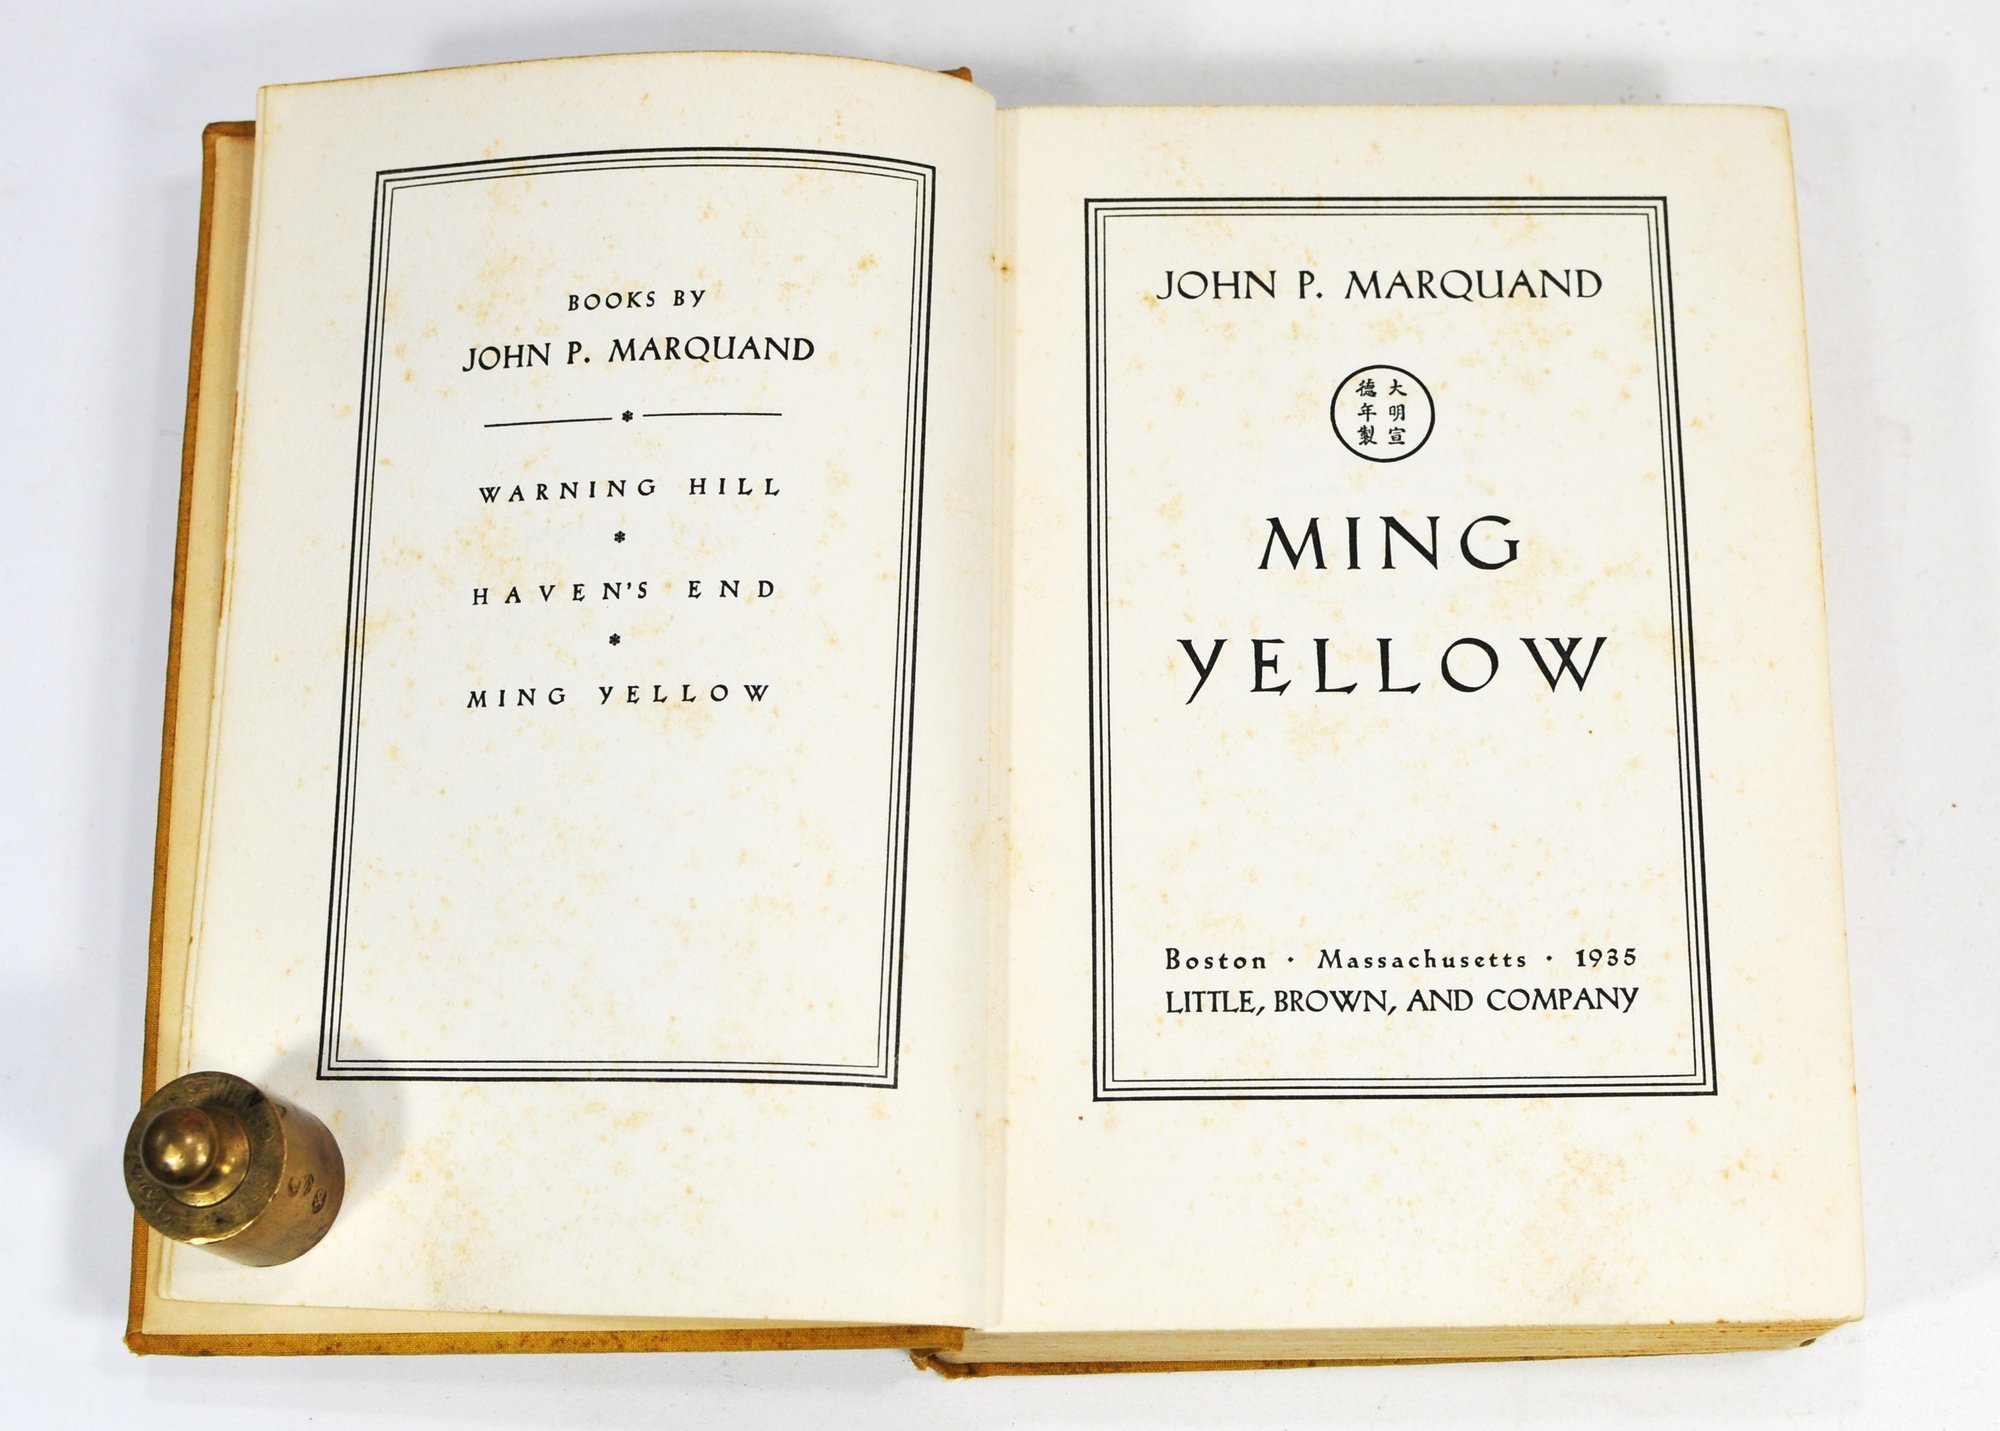 BOOKS BY
JOHN P. MARQUAND
WARNING HILL
HAVEN'S END
MING YELLOW
JOHN P. MARQUAND
大明宣
德年製
MING
YELLOW
Boston · Massachusetts · 1935
LITTLE, BROWN, AND COMPANY